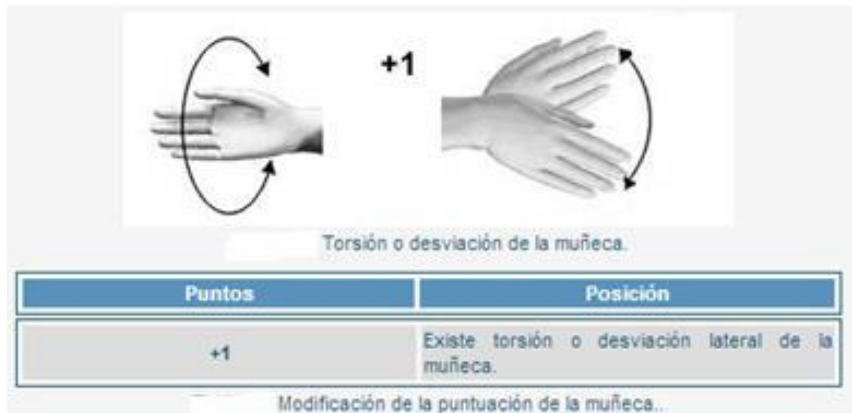 +1
Torsión o desviación de la muñeca.
Puntos Posición
+1 Existe torsión o desviación lateral de la
muñeca.
Modificación de la puntuación de la muñeca..